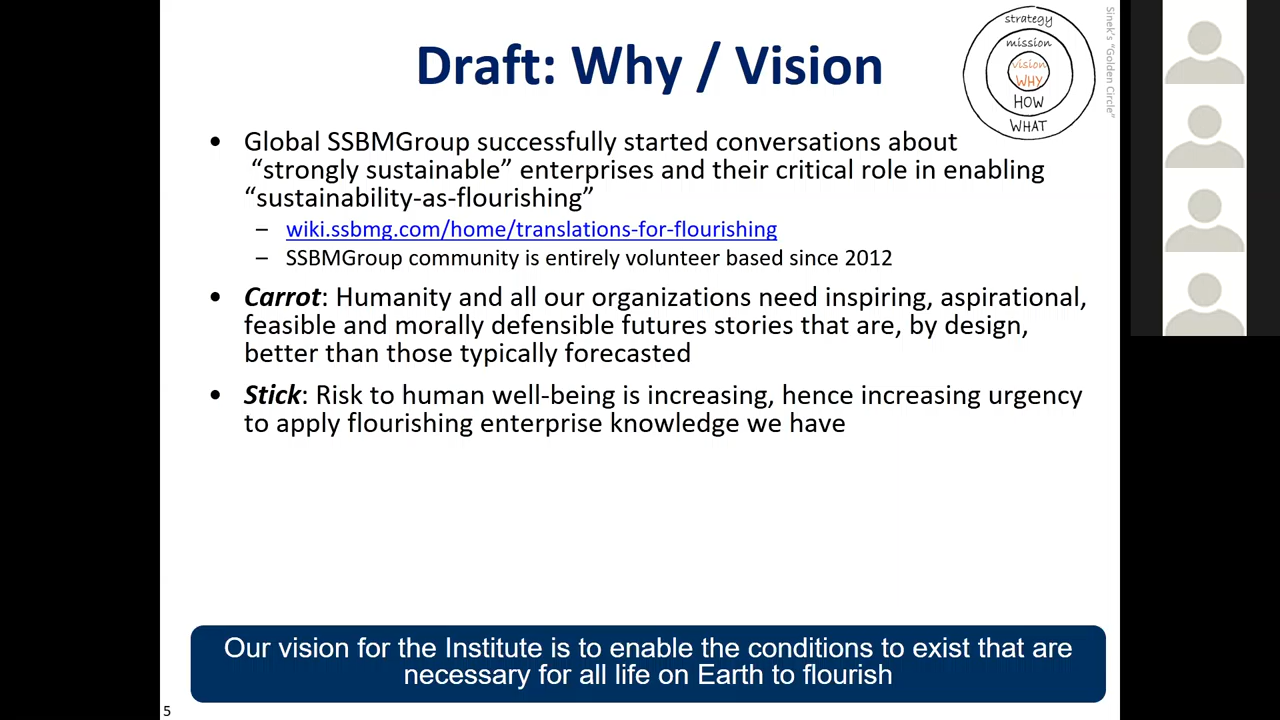 Draft: Why / Vision
strategy
mission
vision
WHY
HOW
WHAT
Sinek's "Golden Circle"
• Global SSBMGroup successfully started conversations about
“strongly sustainable” enterprises and their critical role in enabling
“sustainability-as-flourishing”
– wiki.ssbmg.com/home/translations-for-flourishing
– SSBMGroup community is entirely volunteer based since 2012
• Carrot: Humanity and all our organizations need inspiring, aspirational,
feasible and morally defensible futures stories that are, by design,
better than those typically forecasted
• Stick: Risk to human well-being is increasing, hence increasing urgency
to apply flourishing enterprise knowledge we have
Our vision for the Institute is to enable the conditions to exist that are
necessary for all life on Earth to flourish
5